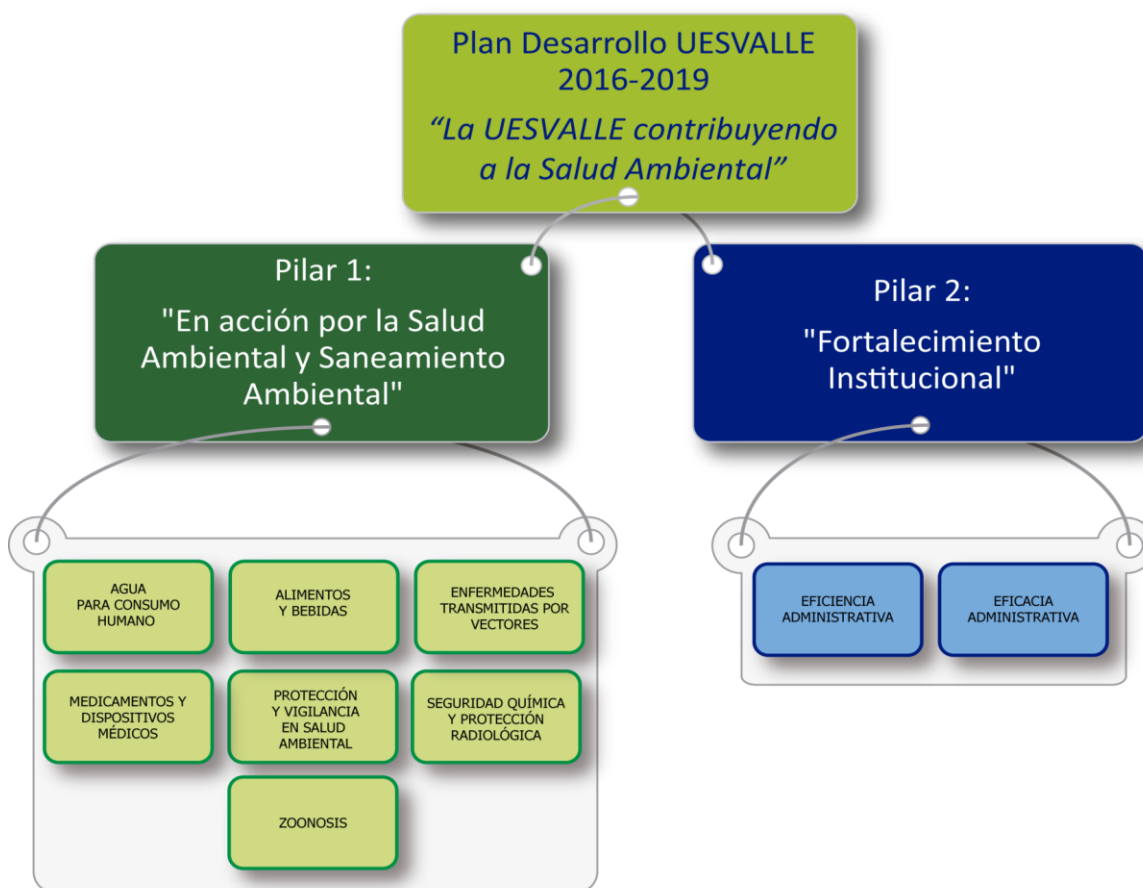 Plan Desarrollo UESVALLE
2016-2019
“La UESVALLE contribuyendo
a la Salud Ambiental”
Pilar 1:
"En acción por la Salud
Ambiental y Saneamiento
Ambiental"
Pilar 2:
"Fortalecimiento
Institucional"
AGUA
PARA CONSUMO
HUMANO
ALIMENTOS
Y BEBIDAS
ENFERMEDADES
TRANSMITIDAS POR
VECTORES
MEDICAMENTOS Y
DISPOSITIVOS
MÉDICOS
PROTECCIÓN
Y VIGILANCIA
EN SALUD
AMBIENTAL
SEGURIDAD QUÍMICA
Y PROTECCIÓN
RADIOLÓGICA
ZOONOSIS
EFICIENCIA
ADMINISTRATIVA
EFICACIA
ADMINISTRATIVA